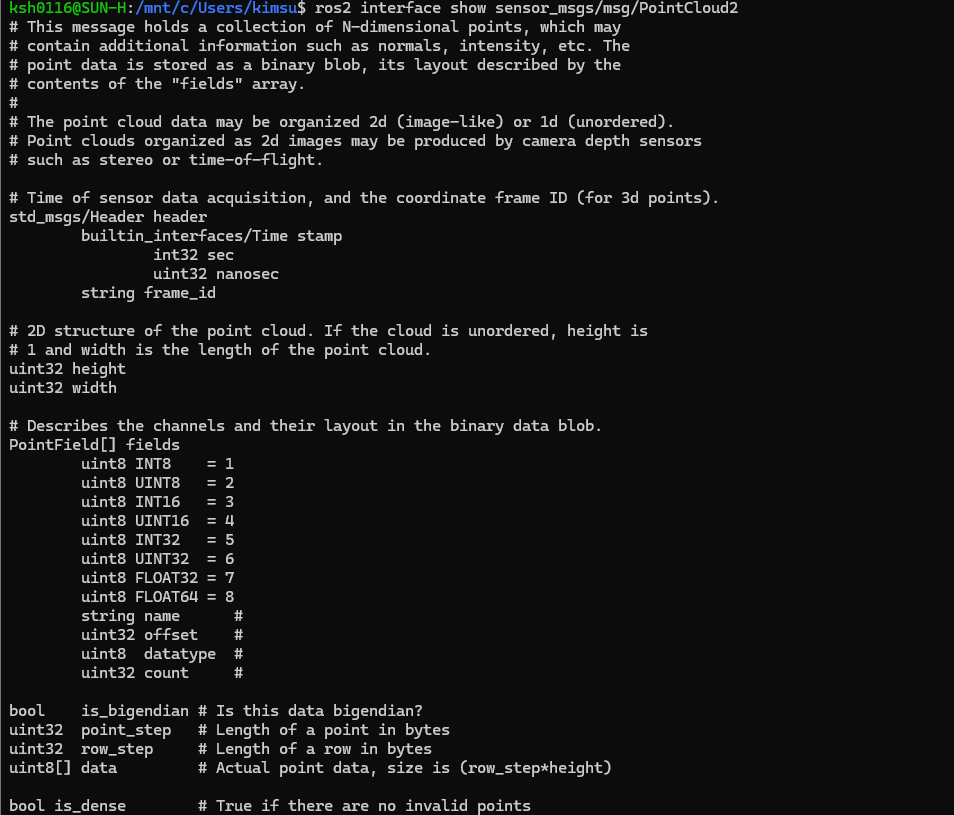 ksh0116@SUN-H:/mnt/c/Users/kimsu$ ros2 interface show sensor_msgs/msg/PointCloud2
# This message holds a collection of N-dimensional points, which may
# contain additional information such as normals, intensity, etc. The
# point data is stored as a binary blob, its layout described by the
# contents of the "fields" array.
#
# The point cloud data may be organized 2d (image-like) or 1d (unordered).
# Point clouds organized as 2d images may be produced by camera depth sensors
# such as stereo or time-of-flight.

# Time of sensor data acquisition, and the coordinate frame ID (for 3d points).
std_msgs/Header header
        builtin_interfaces/Time stamp
                int32 sec
                uint32 nanosec
        string frame_id

# 2D structure of the point cloud. If the cloud is unordered, height is
# 1 and width is the length of the point cloud.
uint32 height
uint32 width

# Describes the channels and their layout in the binary data blob.
PointField[] fields
        uint8 INT8    = 1
        uint8 UINT8   = 2
        uint8 INT16   = 3
        uint8 UINT16  = 4
        uint8 INT32   = 5
        uint8 UINT32  = 6
        uint8 FLOAT32 = 7
        uint8 FLOAT64 = 8
        string name      #
        uint32 offset    #
        uint8  datatype  #
        uint32 count     #

bool    is_bigendian # Is this data bigendian?
uint32  point_step   # Length of a point in bytes
uint32  row_step     # Length of a row in bytes
uint8[] data         # Actual point data, size is (row_step*height)

bool is_dense        # True if there are no invalid points